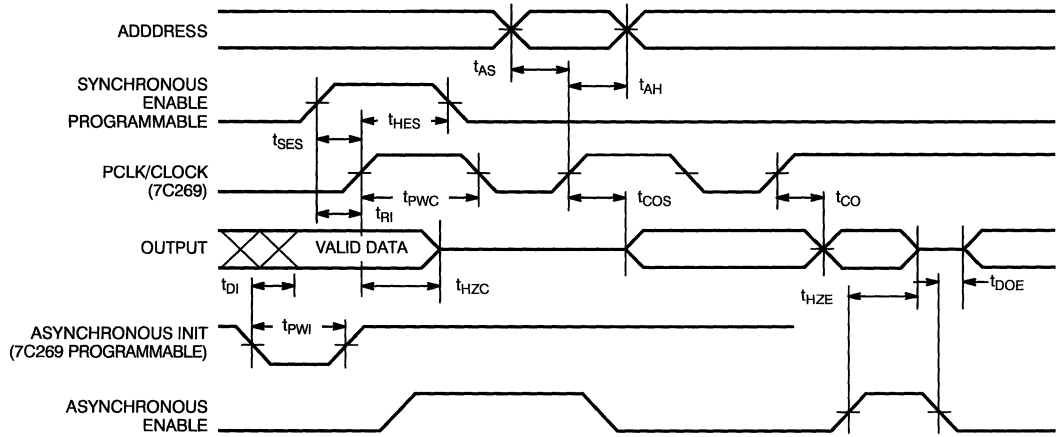 ADDDRESS
tAS
tAH
SYNCHRONOUS
ENABLE
PROGRAMMABLE
tHES
tSES
PCLK/CLOCK
(7C269)
tPWC
tCOS
tCO
tRI
OUTPUT
VALID DATA
tDI
tHZC
tHZE
tDOE
tPWI
ASYNCHRONOUS INIT
(7C269 PROGRAMMABLE)
ASYNCHRONOUS
ENABLE